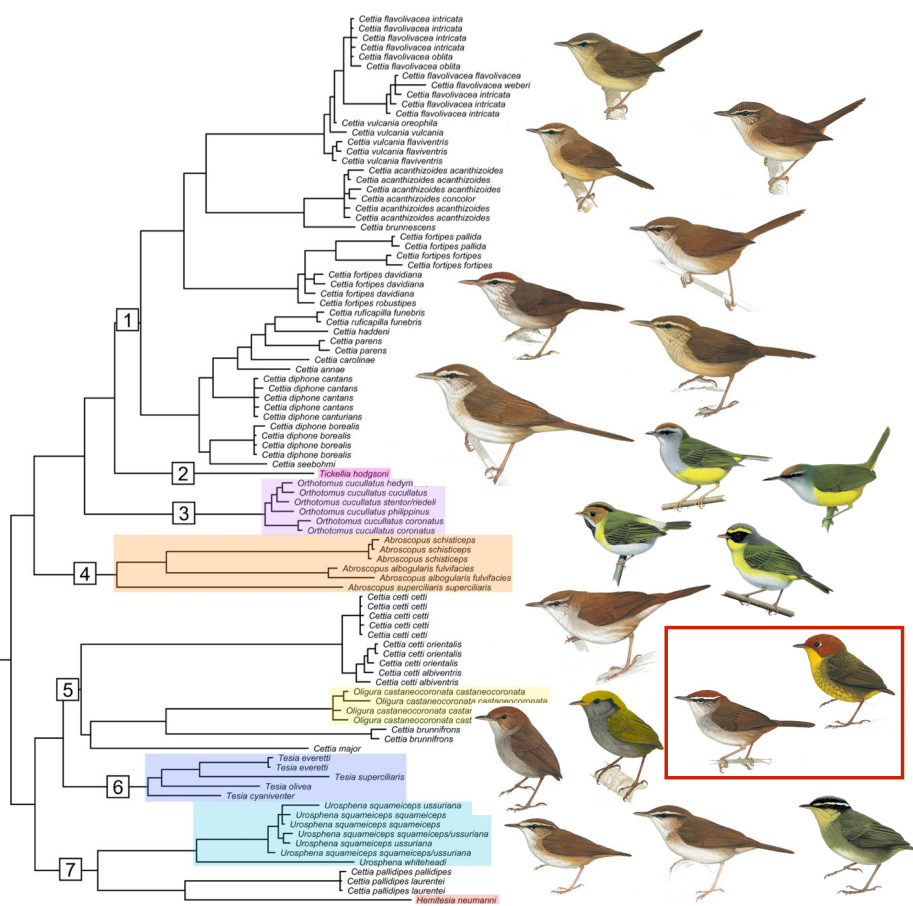 Cettia flavolivacea intricata
Cettia flavolivacea intricata
Cettia flavolivacea intricata
Cettia flavolivacea intricata
Cettia flavolivacea oblita
Cettia flavolivacea oblita
Cettia flavolivacea flavolivacea
Cettia flavolivacea weberi
Cettia flavolivacea intricata
Cettia flavolivacea intricata
Cettia flavolivacea intricata
Cettia vulcania oreophila
Cettia vulcania vulcania
Cettia vulcania flaviventris
Cettia vulcania flaviventris
Cettia vulcania flaviventris
Cettia acanthizoides acanthizoides
Cettia acanthizoides acanthizoides
Cettia acanthizoides acanthizoides
Cettia acanthizoides concolor
Cettia acanthizoides acanthizoides
Cettia acanthizoides acanthizoides
Cettia brunnescens
Cettia fortipes pallida
Cettia fortipes pallida
Cettia fortipes fortipes
Cettia fortipes fortipes
Cettia fortipes davidiana
Cettia fortipes davidiana
Cettia fortipes davidiana
Cettia fortipes robustipes
Cettia ruficapilla funebris
1
Cettia ruficapilla funebris
Cettia haddeni
Cettia parens
Cettia parens
Cettia carolinae
Cettia annae
Cettia diphone cantans
Cettia diphone cantans
Cettia diphone cantans
Cettia diphone cantans
Cettia diphone canturians
Cettia diphone borealis
Cettia diphone borealis
Cettia diphone borealis
Cettia diphone borealis
Cettia seebohmi
2
Tickellia hodgsoni
Orthotomus cucullatus hedym
Orthotomus cucullatus cucullatus
Orthotomus cucullatus stentor/riedeli
3
Orthotomus cucullatus philippinus
Orthotomus cucullatus coronatus
Orthotomus cucullatus coronatus
Abroscopus schisticeps
Abroscopus schisticeps
Abroscopus schisticeps
Abroscopus albogularis fulvifacies
4
Abroscopus albogularis fulvifacies
Abroscopus superciliaris superciliaris
Cettia cetti cetti
Cettia cetti cetti
Cettia cetti cetti
Cettia cetti cetti
Cettia cetti cetti
Cettia cetti orientalis
Cettia cetti orientalis
Cettia cetti orientalis
Cettia cetti albiventris
Cettia cetti albiventris
5
Oligura castaneocoronata castaneocoronata
Oligura castaneocoronata castaneocoronata
Oligura castaneocoronata castan
Oligura castaneocoronata cast
Cettia brunnifrons
Cettia brunnifrons
Cettia major
Tesia everetti
Tesia everetti
Tesia superciliaris
6
Tesia olivea
Tesia cyaniventer
Urosphena squameiceps ussuriana
Urosphena squameiceps squameiceps
Urosphena squameiceps squameiceps
Urosphena squameiceps squameiceps/ussuriana
Urosphena squameiceps ussuriana
Urosphena squameiceps squameiceps/ussuriana
Urosphena whiteheadi
7
Cettia pallidipes pallidipes
Cettia pallidipes laurentei
Cettia pallidipes laurentei
Hemitesia neumanni